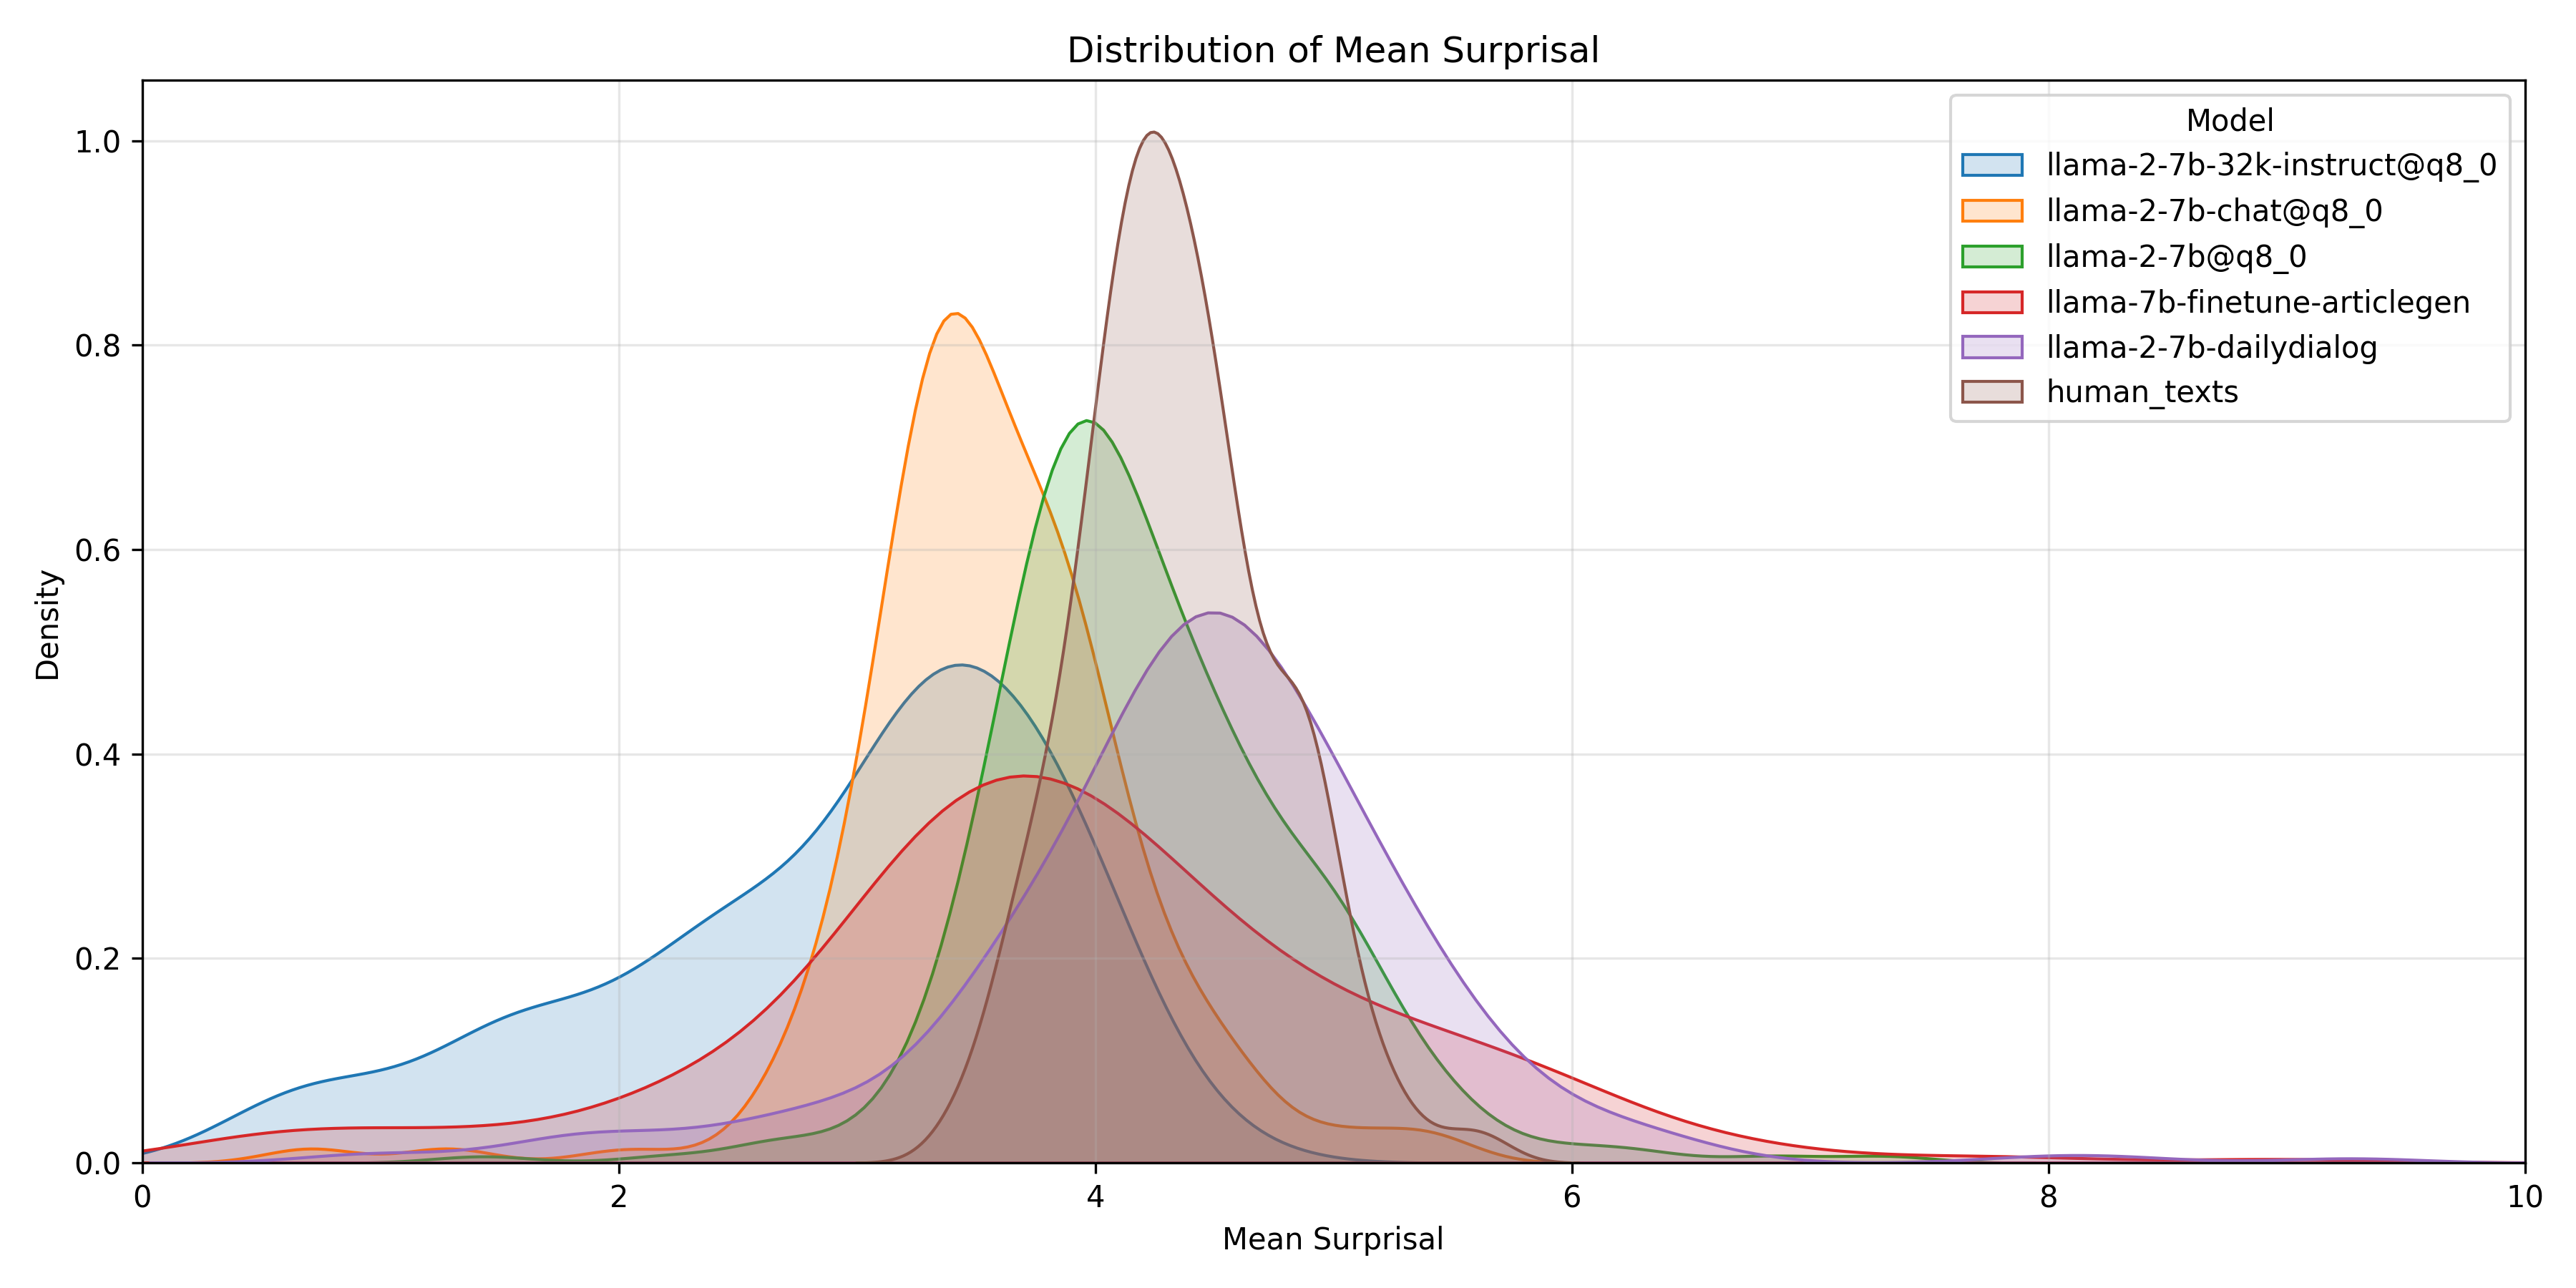 Distribution of Mean Surprisal
Model
llama-2-7b-32k-instruct@q8_0
llama-2-7b-chat@q8_0
llama-2-7b@q8_0
llama-7b-finetune-articlegen
llama-2-7b-dailydialog
human_texts
Density
1.0
0.8
0.6
0.4
0.2
0.0
0 2 4 6 8 10
Mean Surprisal